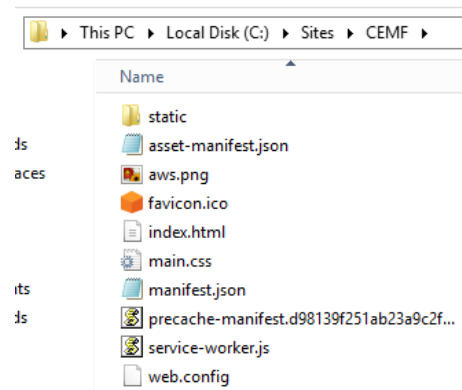 This PC Local Disk (C:) Sites CEMF
Name
static
ds asset-manifest.json
aces aws.png
favicon.ico
index.html
main.css
nts manifest.json
ds precache-manifest.d98139f251ab23a9c2f...
service-worker.js
web.config